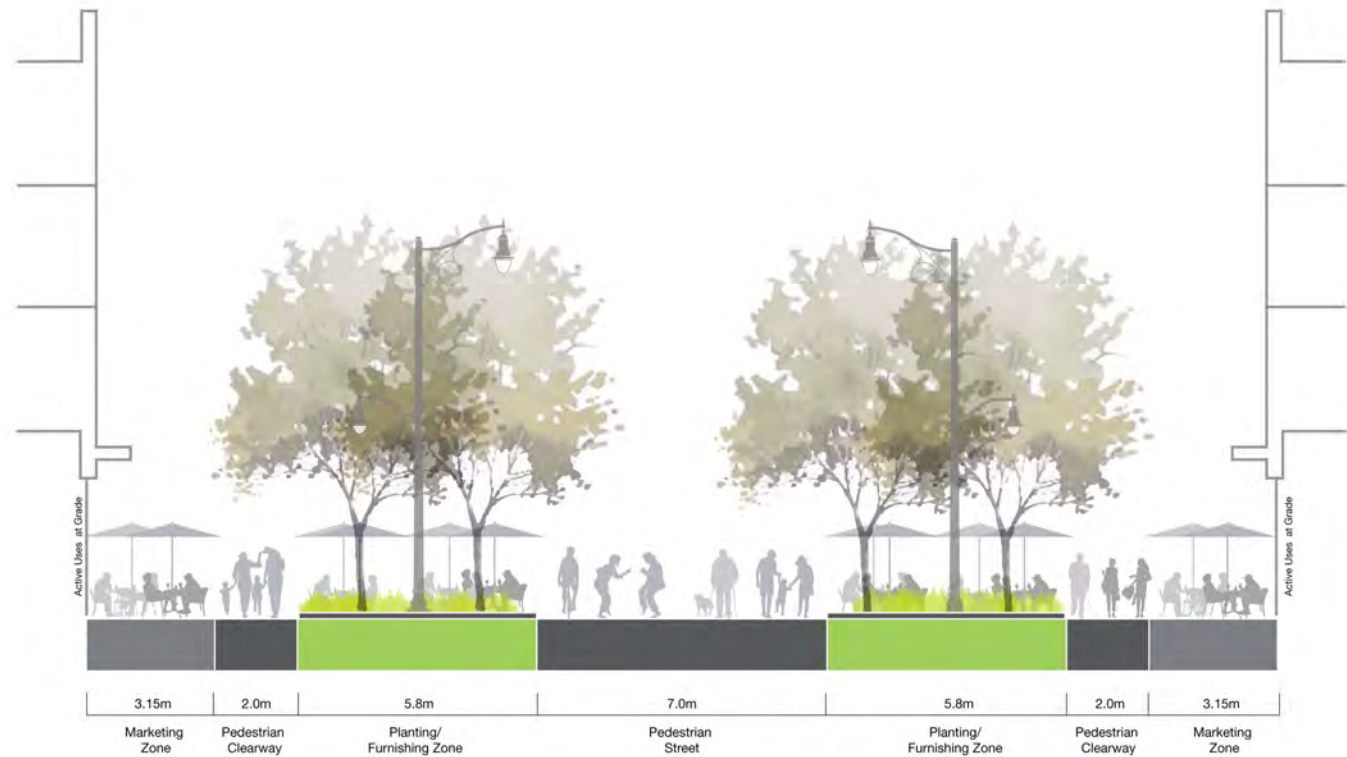 Active Uses at Grade
Active Uses at Grade
3.15m
2.0m
5.8m
7.0m
5.8m
2.0m
3.15m
Marketing
Zone
Pedestrian
Clearway
Planting/
Furnishing Zone
Pedestrian
Street
Planting/
Furnishing Zone
Pedestrian
Clearway
Marketing
Zone